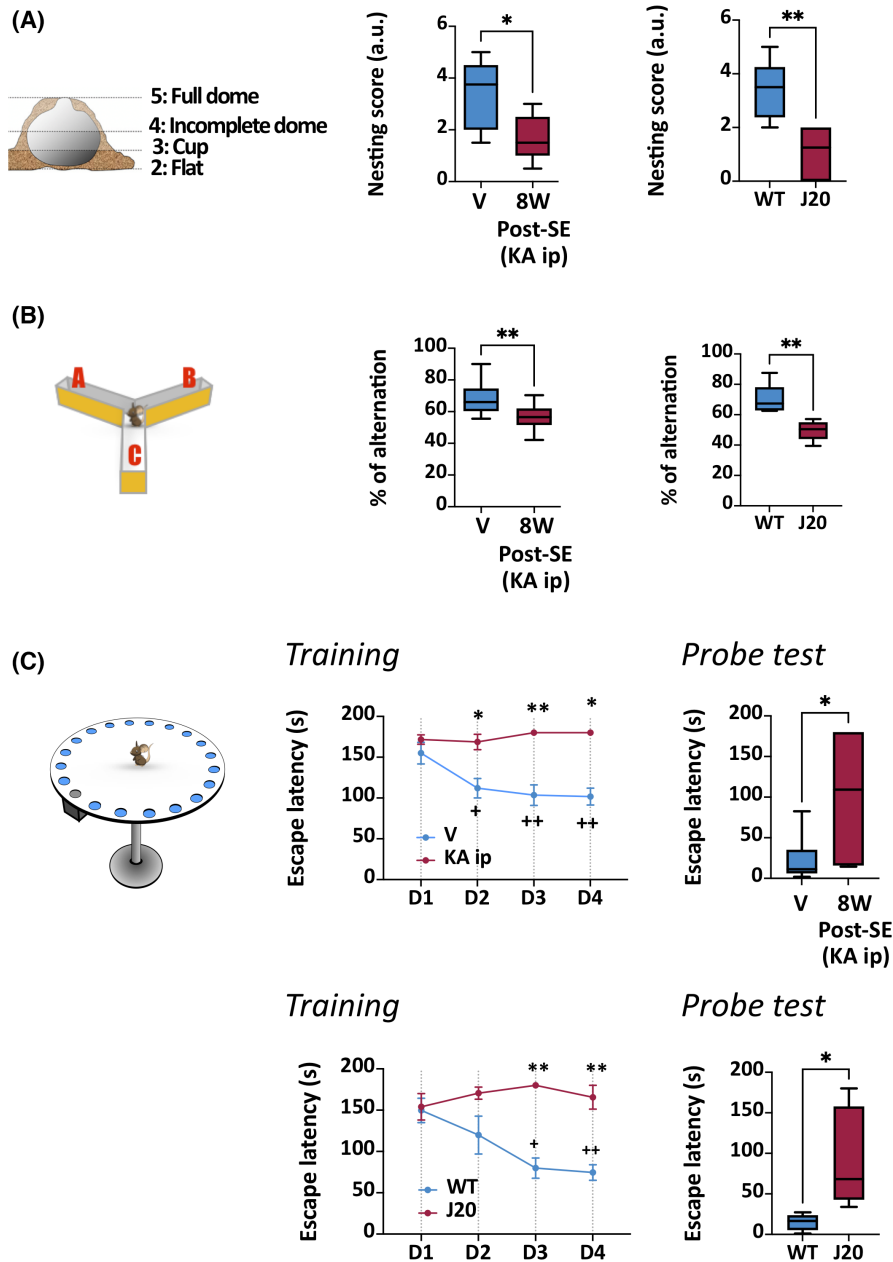 (A)
5: Full dome
4: Incomplete dome
3: Cup
2: Flat
Nesting score (a.u.)
6
4
2
0
*
V
8W
Post-SE
(KA ip)
Nesting score (a.u.)
6
4
2
0
**
WT
J20
(B)
A
B
C
% of alternation
100
80
60
40
20
0
**
V
8W
Post-SE
(KA ip)
% of alternation
100
80
60
40
20
0
**
WT
J20
(C)
Training
Escape latency (s)
200
150
100
50
0
*
**
*
+
++
++
V
KA ip
D1
D2
D3
D4
Probe test
Escape latency (s)
200
150
100
50
0
*
V
8W
Post-SE
(KA ip)
Training
Escape latency (s)
200
150
100
50
0
**
**
+
++
WT
J20
D1
D2
D3
D4
Probe test
Escape latency (s)
200
150
100
50
0
*
WT
J20